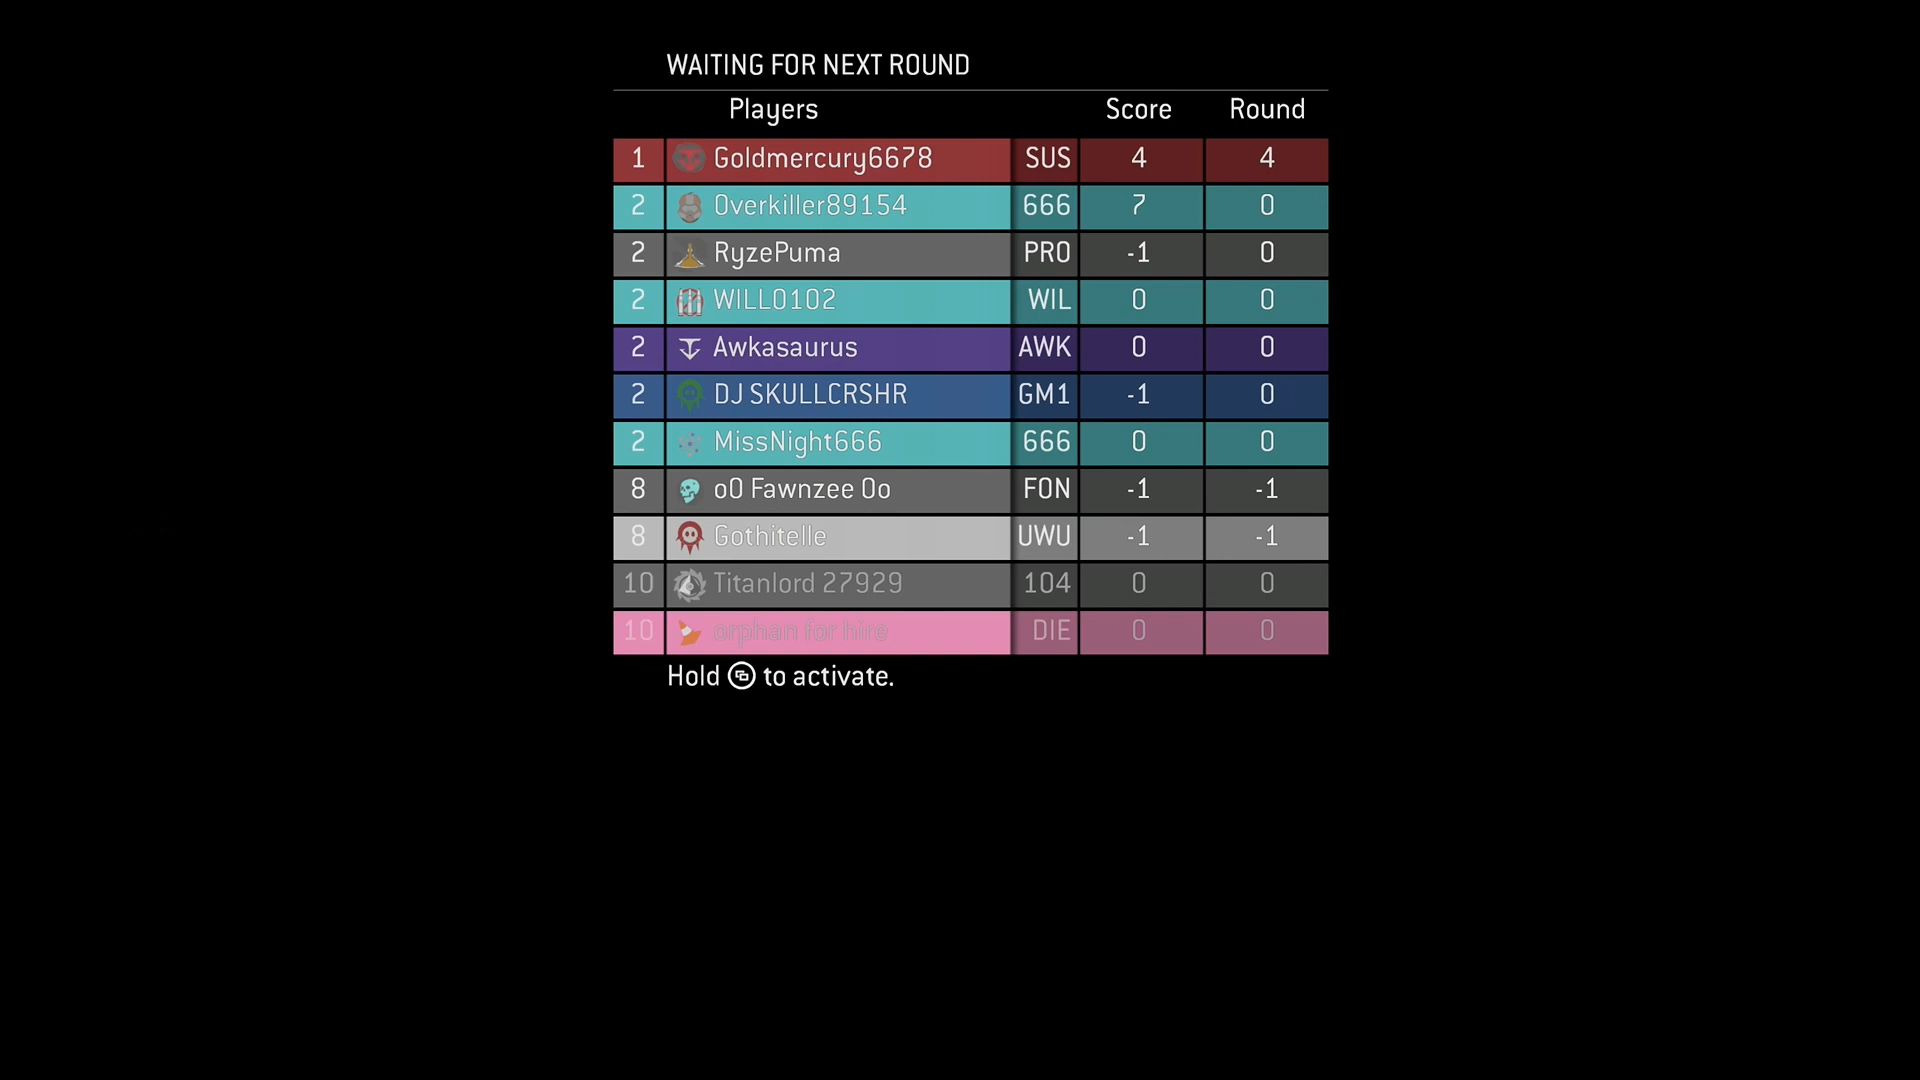 WAITING FOR NEXT ROUND
Players Score Round
1 Goldmercury6678 SUS 4 4
2 Overkiller89154 666 7 0
2 RyzePuma PRO -1 0
2 WILL0102 WIL 0 0
2 Awkasaurus AWK 0 0
2 DJ SKULLCRSHR GM1 -1 0
2 MissNight666 666 0 0
8 oO Fawnzee Oo FON -1 -1
8 Gothitelle UWU -1 -1
10 Titanlord 27929 104 0 0
10 orphan for hire DIE 0 0
Hold to activate.